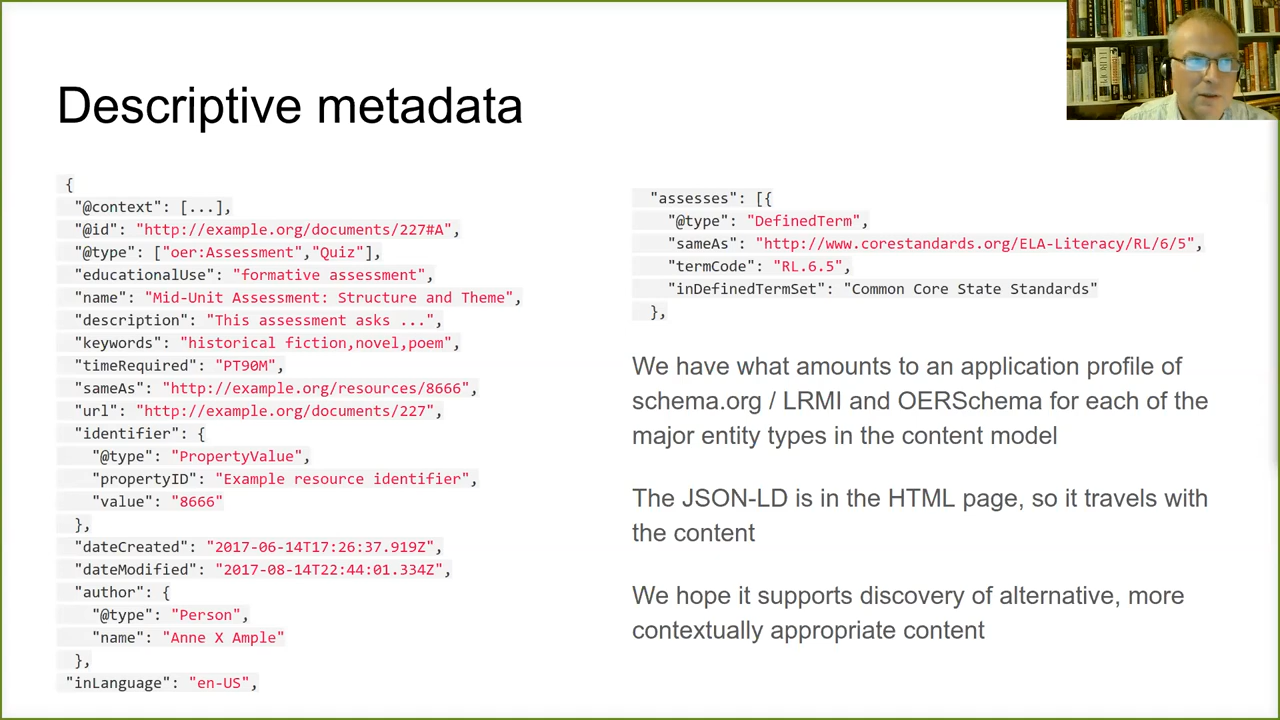 Descriptive metadata
{
"@context": [...],
"@id": "http://example.org/documents/227#A",
"@type": ["oer:Assessment","Quiz"],
"educationalUse": "formative assessment",
"name": "Mid-Unit Assessment: Structure and Theme",
"description": "This assessment asks ...",
"keywords": "historical fiction,novel,poem",
"timeRequired": "PT90M",
"sameAs": "http://example.org/resources/8666",
"url": "http://example.org/documents/227",
"identifier": {
"@type": "PropertyValue",
"propertyID": "Example resource identifier",
"value": "8666"
},
"dateCreated": "2017-06-14T17:26:37.919Z",
"dateModified": "2017-08-14T22:44:01.334Z",
"author": {
"@type": "Person",
"name": "Anne X Ample"
},
"inLanguage": "en-US",
"assesses": [{
"@type": "DefinedTerm",
"sameAs": "http://www.corestandards.org/ELA-Literacy/RL/6/5",
"termCode": "RL.6.5",
"inDefinedTermSet": "Common Core State Standards"
},
We have what amounts to an application profile of
schema.org / LRMI and OERSchema for each of the
major entity types in the content model
The JSON-LD is in the HTML page, so it travels with
the content
We hope it supports discovery of alternative, more
contextually appropriate content